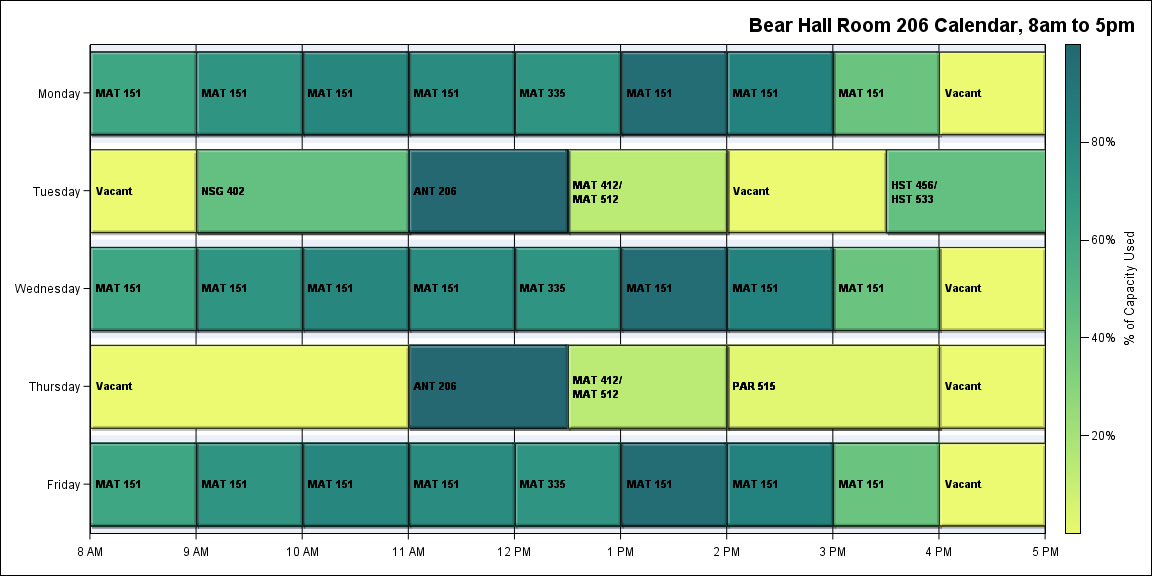 Bear Hall Room 206 Calendar, 8am to 5pm
Monday
MAT 151
MAT 151
MAT 151
MAT 151
MAT 335
MAT 151
MAT 151
MAT 151
Vacant
Tuesday
Vacant
NSG 402
ANT 206
MAT 412/
MAT 512
Vacant
HST 456/
HST 533
Wednesday
MAT 151
MAT 151
MAT 151
MAT 151
MAT 335
MAT 151
MAT 151
MAT 151
Vacant
Thursday
Vacant
ANT 206
MAT 412/
MAT 512
PAR 515
Vacant
Friday
MAT 151
MAT 151
MAT 151
MAT 151
MAT 335
MAT 151
MAT 151
MAT 151
Vacant
8 AM
9 AM
10 AM
11 AM
12 PM
1 PM
2 PM
3 PM
4 PM
5 PM
80%
60%
40%
20%
% of Capacity Used